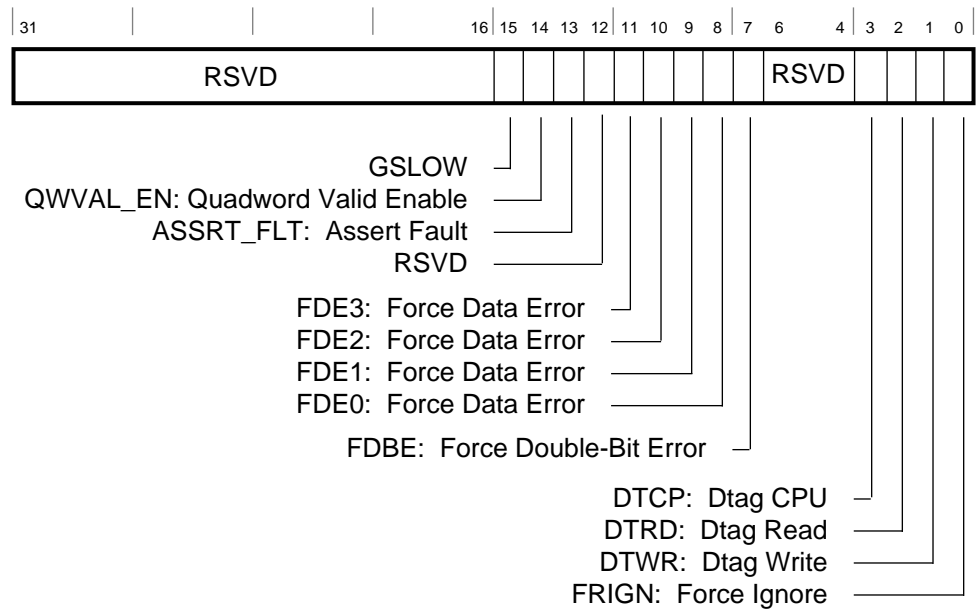 31 16 15 14 13 12 11 10 9 8 7 6 4 3 2 1 0
RSVD RSVD
GSLOW
QWVAL_EN: Quadword Valid Enable
ASSRT_FLT: Assert Fault
RSVD
FDE3: Force Data Error
FDE2: Force Data Error
FDE1: Force Data Error
FDE0: Force Data Error
FDBE: Force Double-Bit Error
DTCP: Dtag CPU
DTRD: Dtag Read
DTWR: Dtag Write
FRIGN: Force Ignore